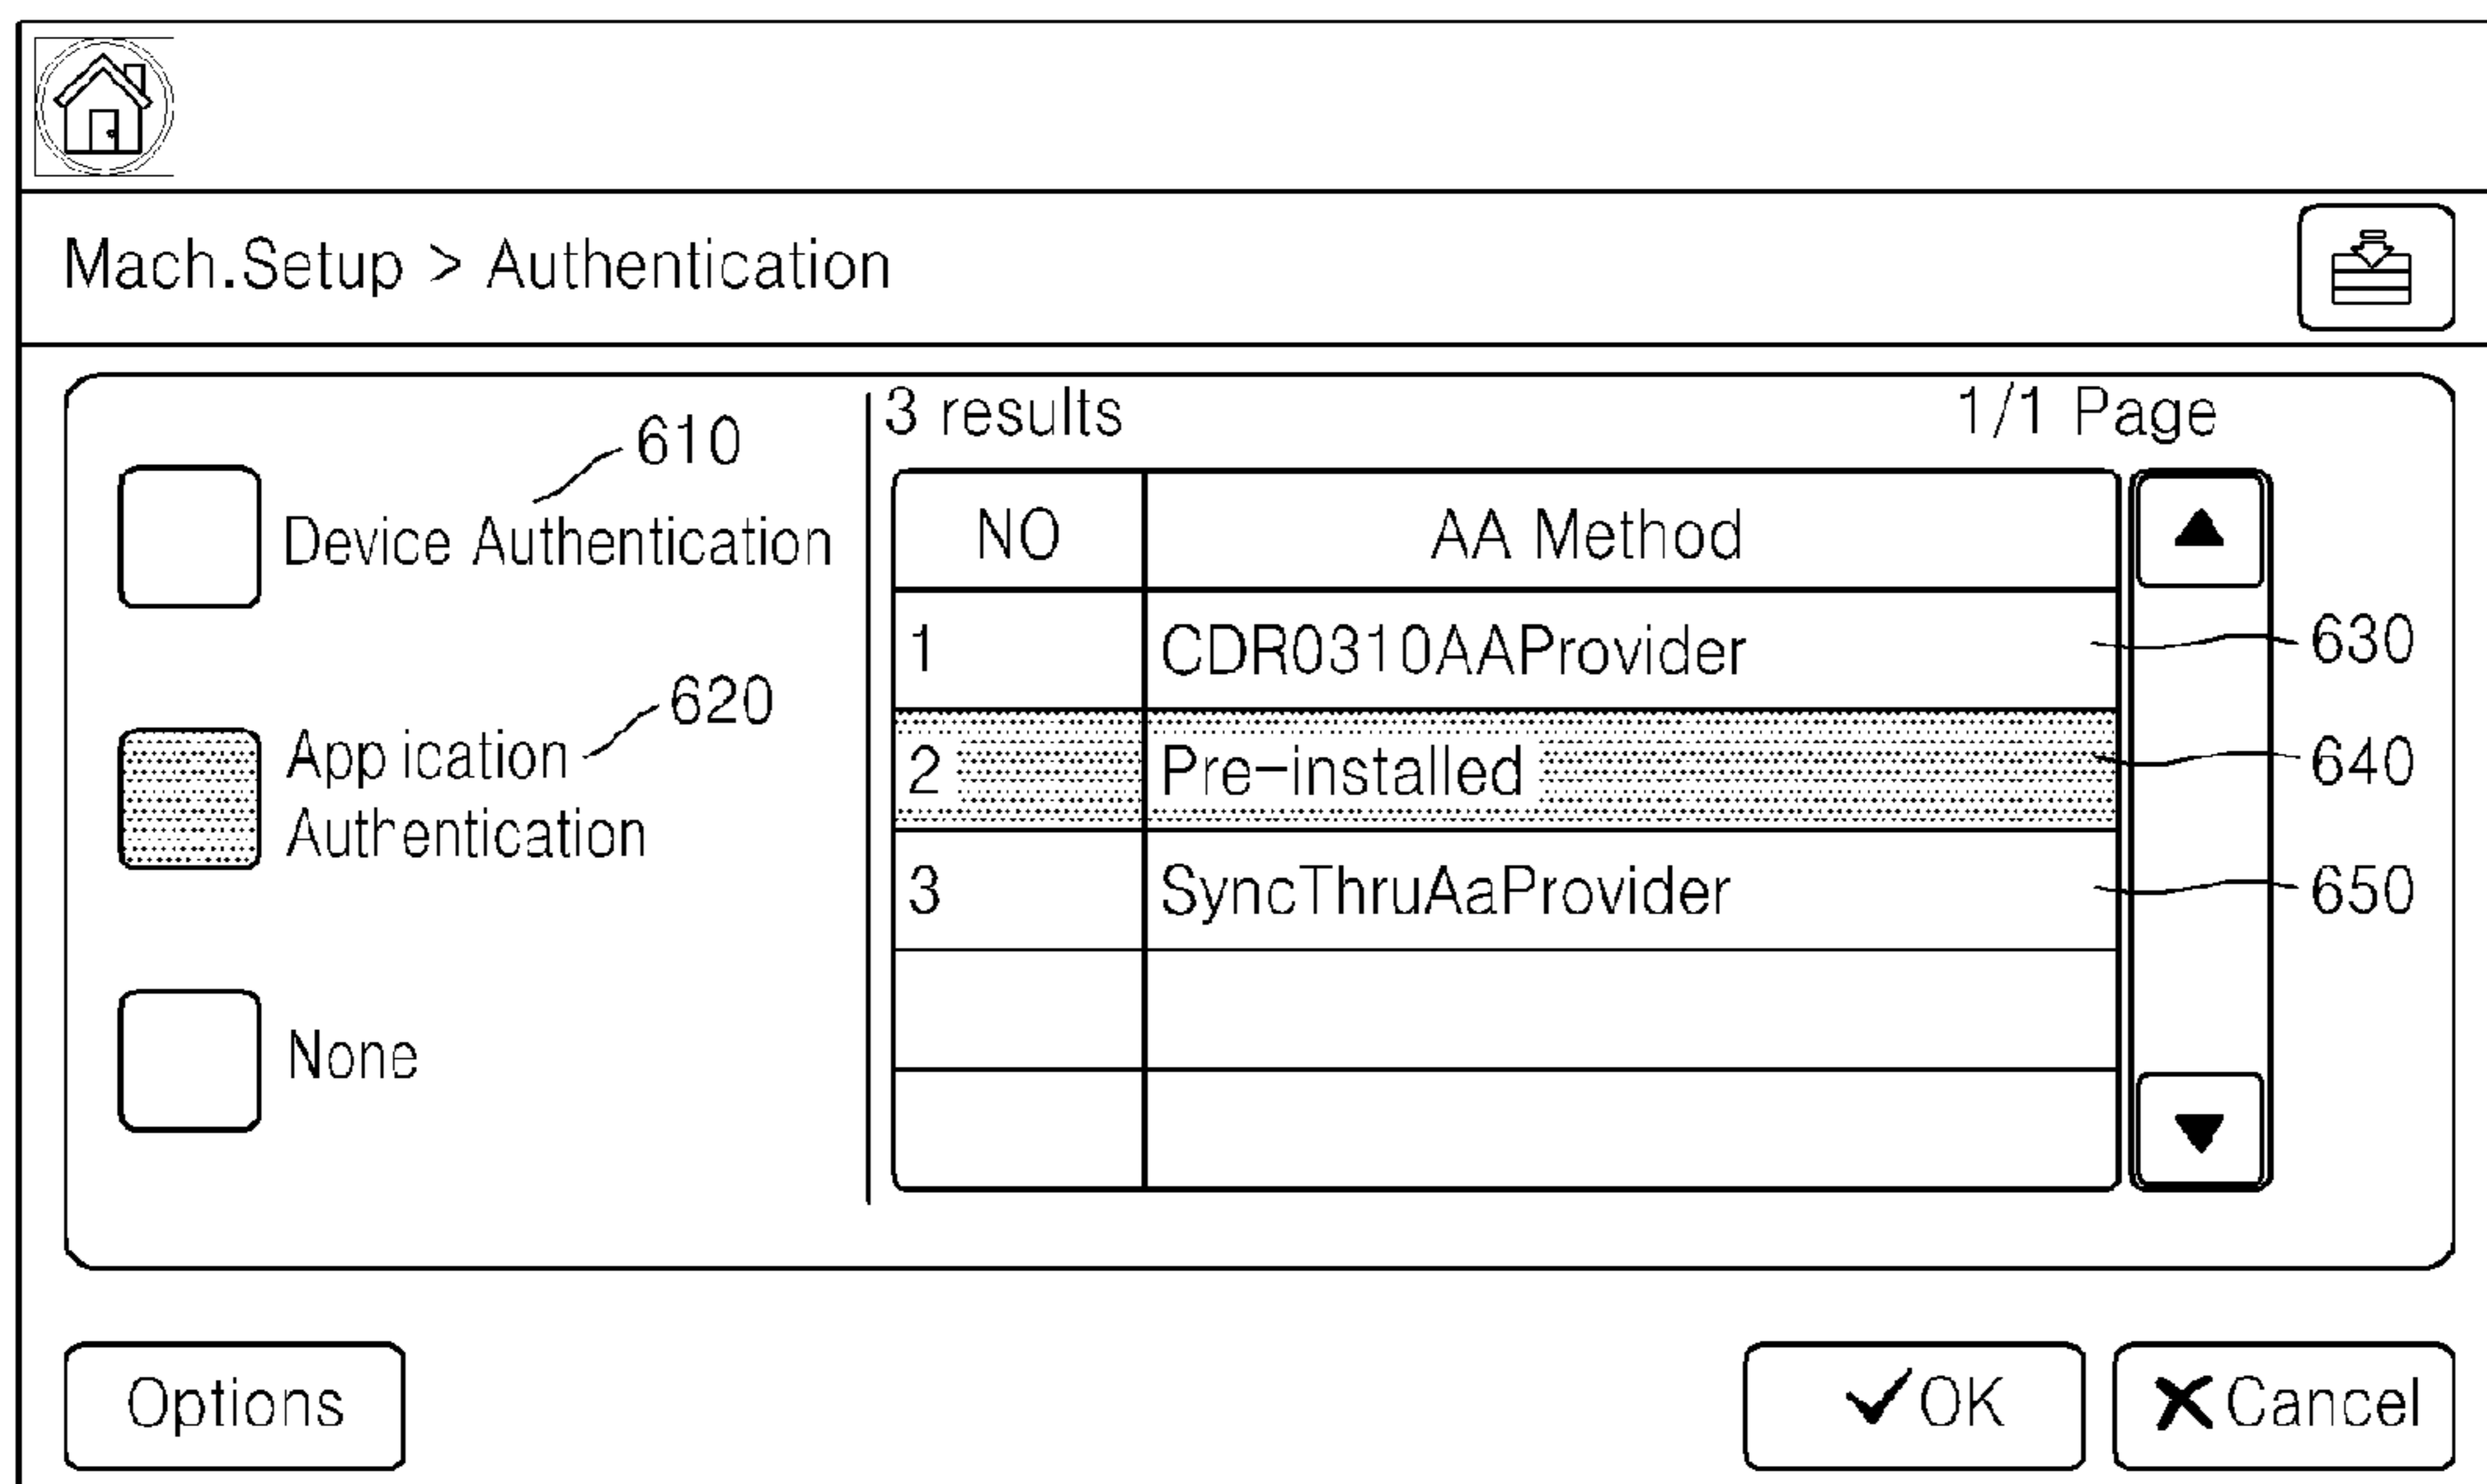 Mach.Setup > Authentication
610
Device Authentication
620
App ication
Authentication
None
3 results
1/1 Page
NO
AA Method
1
CDR0310AAProvider
630
2
Pre-installed
640
3
SyncThruAaProvider
650
Options
✓OK
✗Cancel